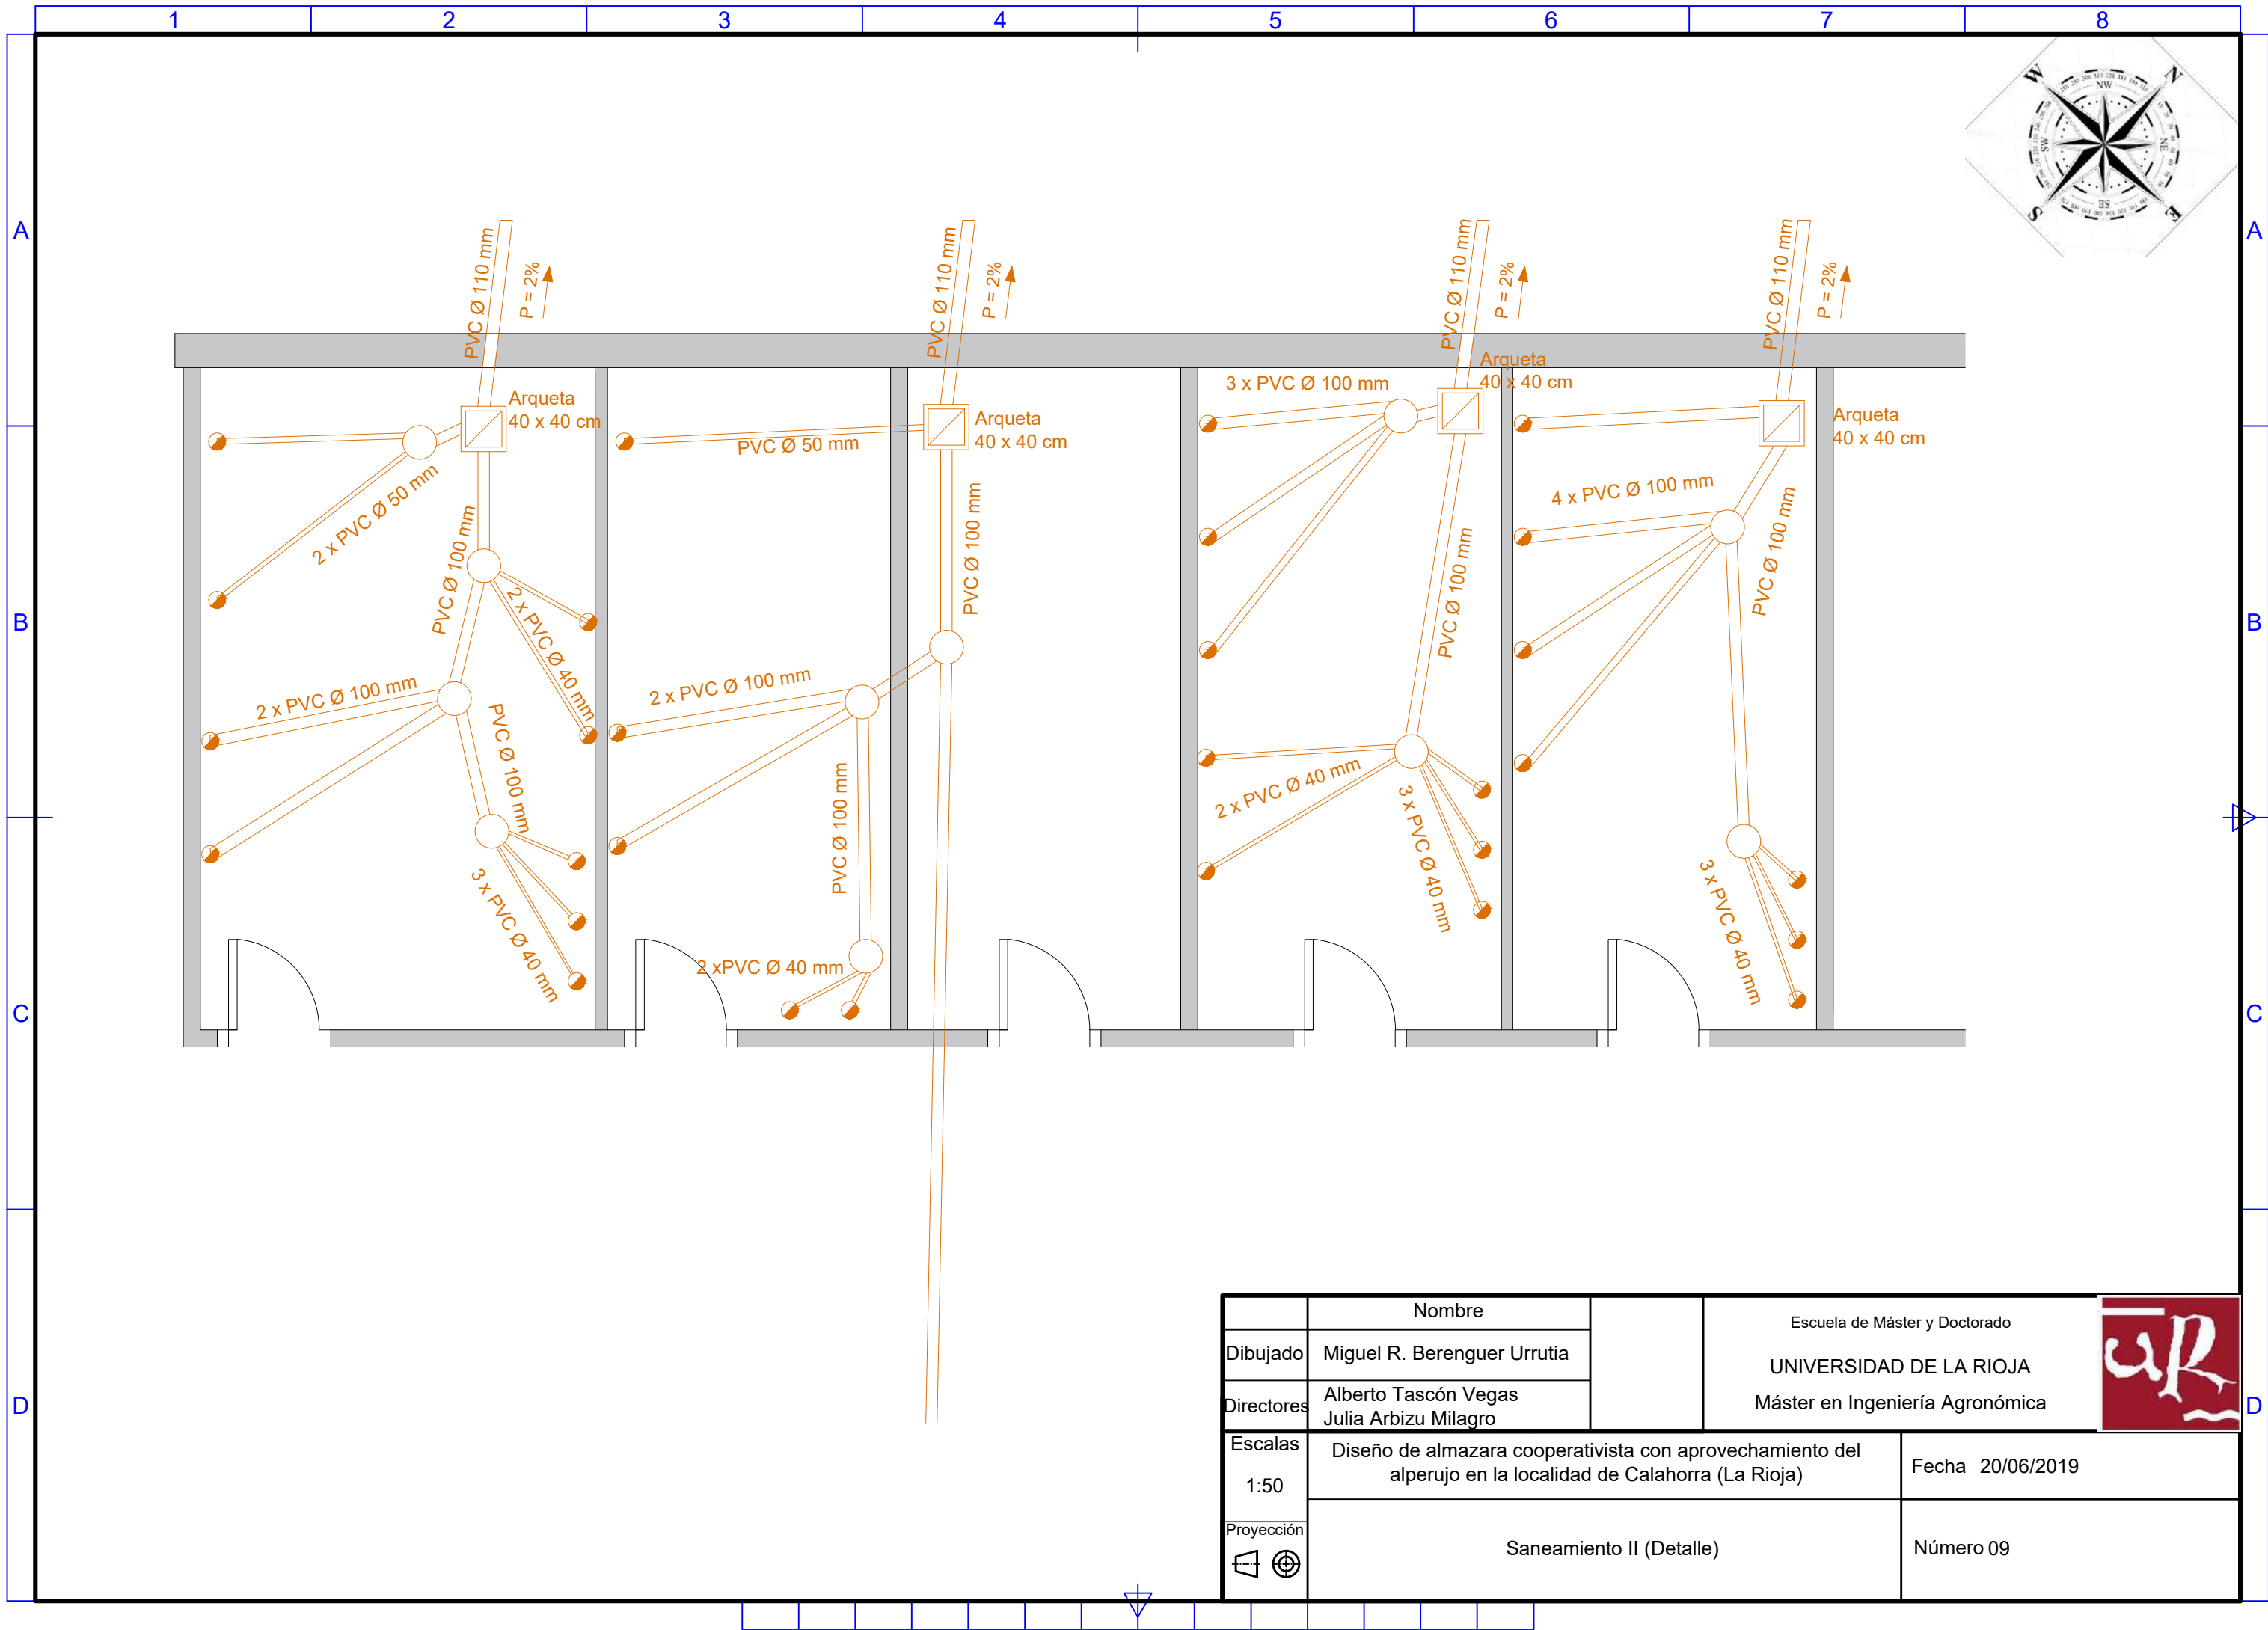 1 2 3 4 5 6 7 8
W N
NW
SW NE
SE
S E
A A
PVC Ø 110 mm
P = 2%
PVC Ø 110 mm
P = 2%
PVC Ø 110 mm
P = 2%
PVC Ø 110 mm
P = 2%
Arqueta
40 x 40 cm
Arqueta
40 x 40 cm
Arqueta
40 x 40 cm
Arqueta
40 x 40 cm
3 x PVC Ø 100 mm
PVC Ø 50 mm
2 x PVC Ø 50 mm
4 x PVC Ø 100 mm
PVC Ø 100 mm
PVC Ø 100 mm
PVC Ø 100 mm
PVC Ø 100 mm
B B
2 x PVC Ø 40 mm
2 x PVC Ø 100 mm
2 x PVC Ø 100 mm
PVC Ø 100 mm
PVC Ø 100 mm
2 x PVC Ø 40 mm
3 x PVC Ø 40 mm
3 x PVC Ø 40 mm
3 x PVC Ø 40 mm
2 xPVC Ø 40 mm
C C
D D
Nombre
Dibujado Miguel R. Berenguer Urrutia
Directores Alberto Tascón Vegas
Julia Arbizu Milagro
Escuela de Máster y Doctorado
UNIVERSIDAD DE LA RIOJA
Máster en Ingeniería Agronómica
uR
Escalas
1:50
Diseño de almazara cooperativista con aprovechamiento del
alperujo en la localidad de Calahorra (La Rioja)
Fecha 20/06/2019
Proyección
Saneamiento II (Detalle)
Número 09